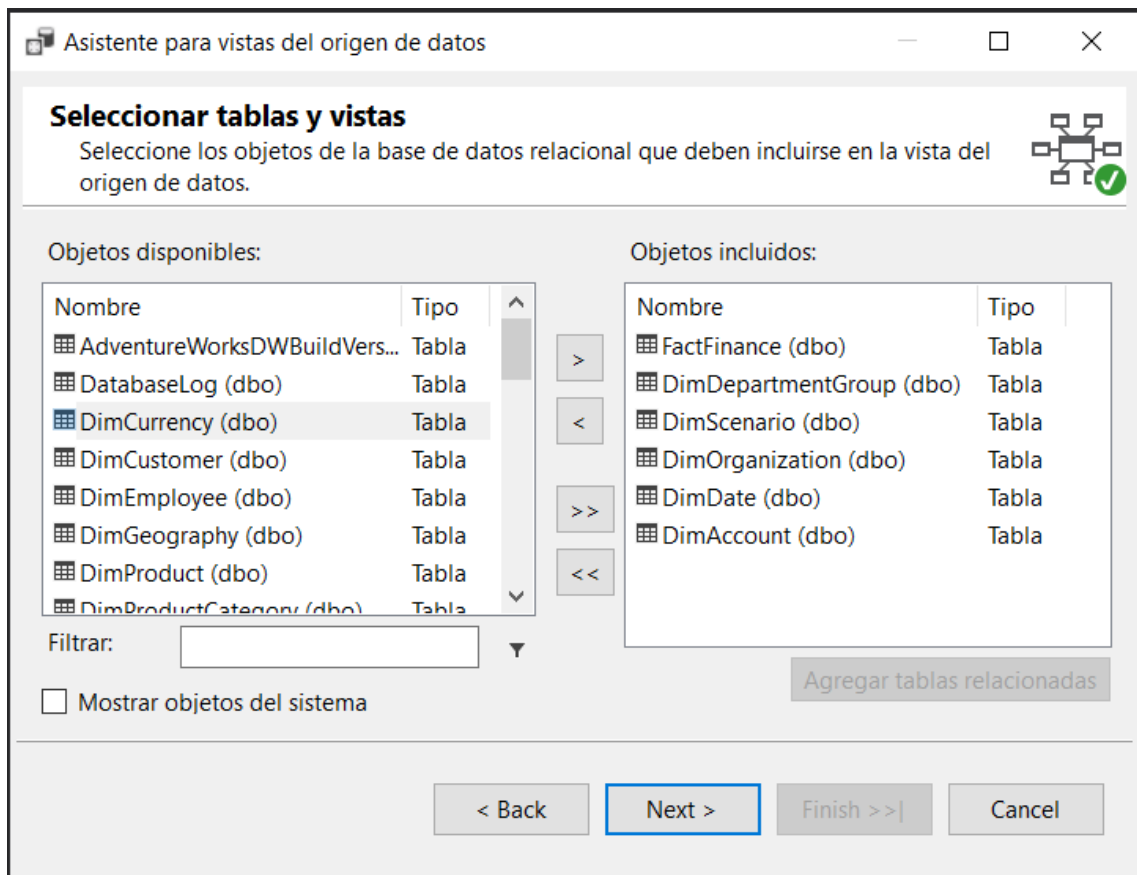 Asistente para vistas del origen de datos
Seleccionar tablas y vistas
Seleccione los objetos de la base de datos relacional que deben incluirse en la vista del
origen de datos.
Objetos disponibles:
Nombre Tipo
AdventureWorksDWBuildVers... Tabla
DatabaseLog (dbo) Tabla
DimCurrency (dbo) Tabla
DimCustomer (dbo) Tabla
DimEmployee (dbo) Tabla
DimGeography (dbo) Tabla
DimProduct (dbo) Tabla
DimProductCategory (dbo) Tabla
Filtrar:
Mostrar objetos del sistema
>
<
>>
<<
Objetos incluidos:
Nombre Tipo
FactFinance (dbo) Tabla
DimDepartmentGroup (dbo) Tabla
DimScenario (dbo) Tabla
DimOrganization (dbo) Tabla
DimDate (dbo) Tabla
DimAccount (dbo) Tabla
Agregar tablas relacionadas
< Back Next > Finish >>| Cancel